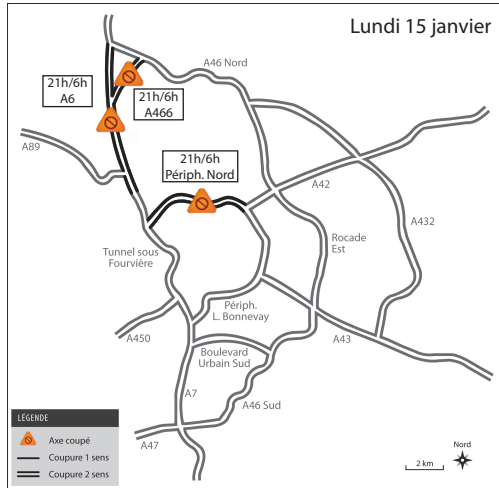 Lundi 15 janvier
A46 Nord
21h/6h
A6
21h/6h
A466
A89
21h/6h
Périph. Nord
A42
A432
Rocade
Est
Tunnel sous
Fourvière
Périph.
L. Bonnevay
A450
A43
Boulevard
Urbain Sud
A7
A46 Sud
A47
LÉGENDE
Axe coupé
Coupure 1 sens
Coupure 2 sens
Nord
2 km